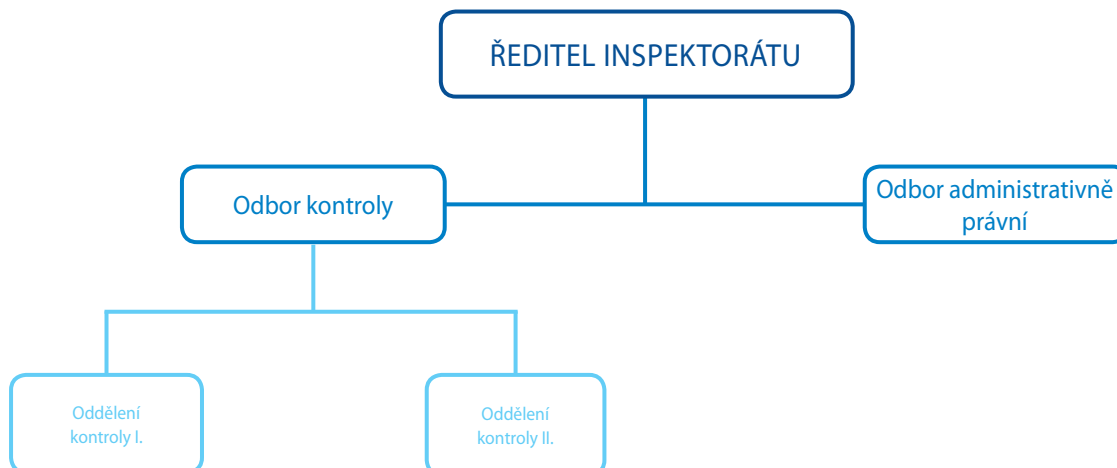 ŘEDITEL INSPEKTORÁTU
Odbor kontroly
Odbor administrativně
právní
Oddělení
kontroly I.
Oddělení
kontroly II.